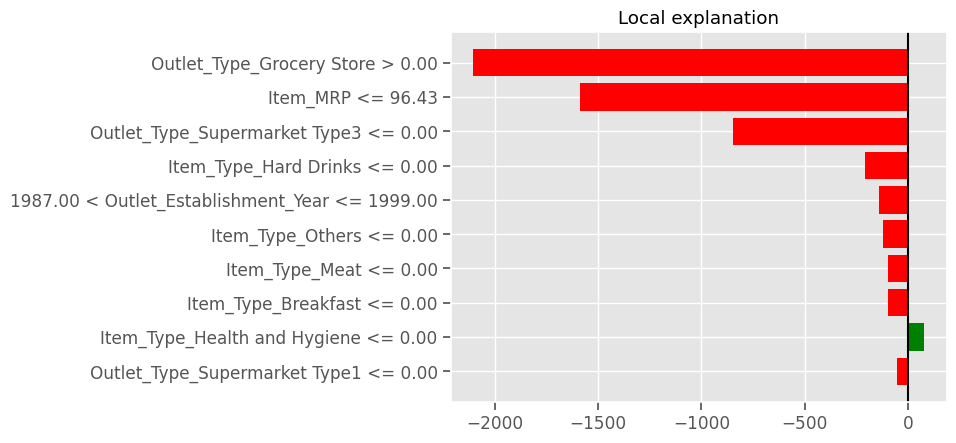 Local explanation
Outlet_Type_Grocery Store > 0.00
Item_MRP <= 96.43
Outlet_Type_Supermarket Type3 <= 0.00
Item_Type_Hard Drinks <= 0.00
1987.00 < Outlet_Establishment_Year <= 1999.00
Item_Type_Others <= 0.00
Item_Type_Meat <= 0.00
Item_Type_Breakfast <= 0.00
Item_Type_Health and Hygiene <= 0.00
Outlet_Type_Supermarket Type1 <= 0.00
−2000 −1500 −1000 −500 0